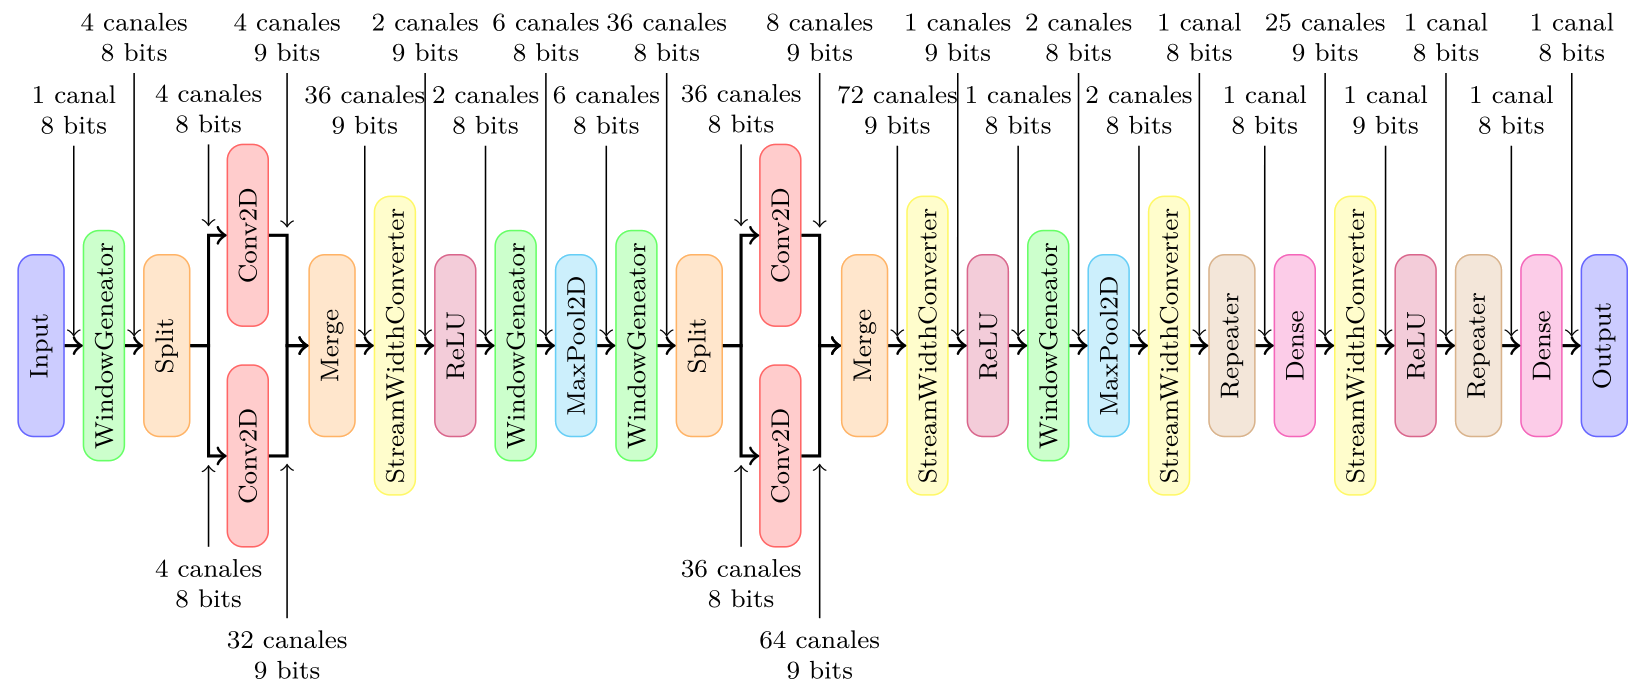 4 canales
8 bits
4 canales
9 bits
2 canales
9 bits
6 canales
8 bits
36 canales
8 bits
8 canales
9 bits
1 canales
9 bits
2 canales
8 bits
1 canal
8 bits
25 canales
9 bits
1 canal
8 bits
1 canal
8 bits
1 canal
8 bits
4 canales
8 bits
36 canales
9 bits
2 canales
8 bits
6 canales
8 bits
36 canales
8 bits
72 canales
9 bits
1 canales
8 bits
2 canales
8 bits
1 canal
8 bits
1 canal
9 bits
1 canal
8 bits
Input
WindowGeneator
Split
Conv2D
Conv2D
Merge
StreamWidthConverter
ReLU
WindowGeneator
MaxPool2D
WindowGeneator
Split
Conv2D
Conv2D
Merge
StreamWidthConverter
ReLU
WindowGeneator
MaxPool2D
StreamWidthConverter
Repeater
Dense
StreamWidthConverter
ReLU
Repeater
Dense
Output
4 canales
8 bits
36 canales
8 bits
32 canales
9 bits
64 canales
9 bits